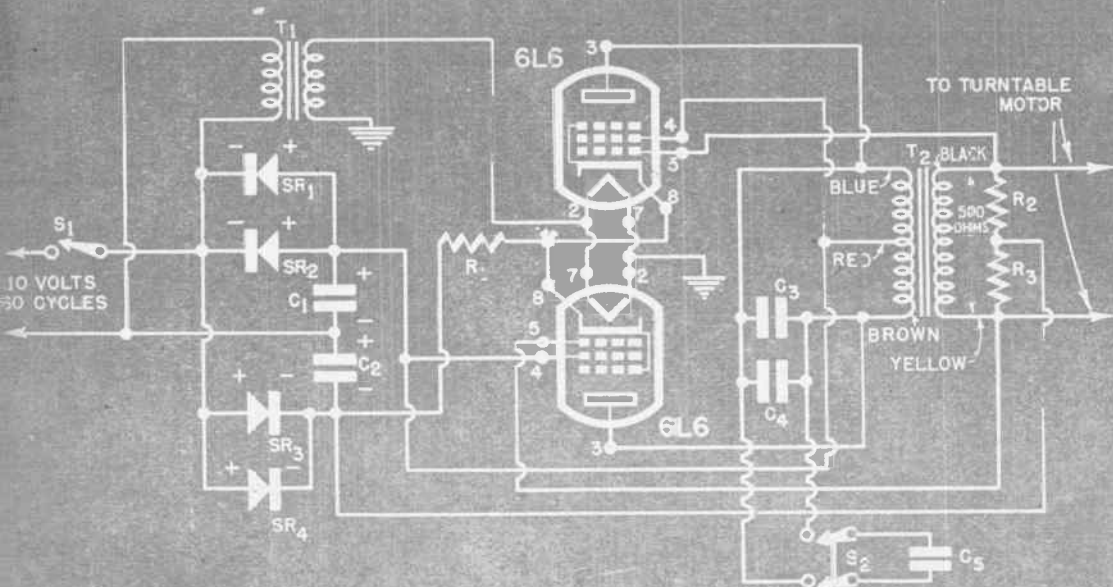 T1
6L6
3
TO TURNTABLE
MOTOR
4
5
- +
SR1
T2
BLACK
BLUE
R2
8
2
7
S1
- +
SR2
R1
500
OHMS
RED
R3
10 VOLTS
60 CYCLES
+
C1
-
7
2
8
C3
+
C2
-
5
4
BROWN
YELLOW
C4
+ -
SR3
6L6
3
+ -
SR4
S2
C5